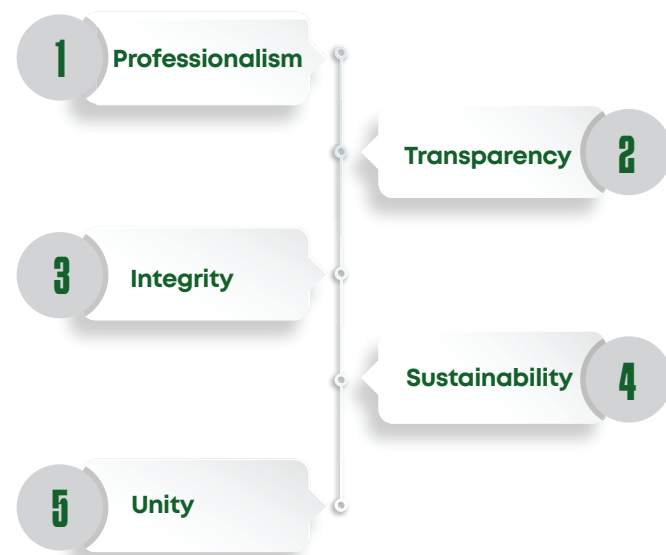 1
Professionalism
Transparency
2
3
Integrity
Sustainability
4
5
Unity